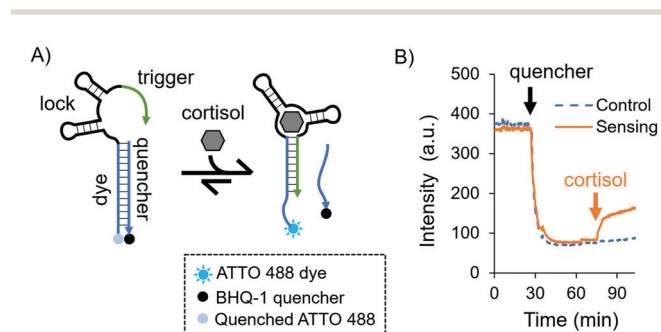 A)
trigger
lock
cortisol
dye
quencher
ATTO 488 dye
BHQ-1 quencher
Quenched ATTO 488
B)
quencher
Control
Sensing
cortisol
Intensity (a.u.)
500
400
300
200
100
0
0 30 60 90
Time (min)